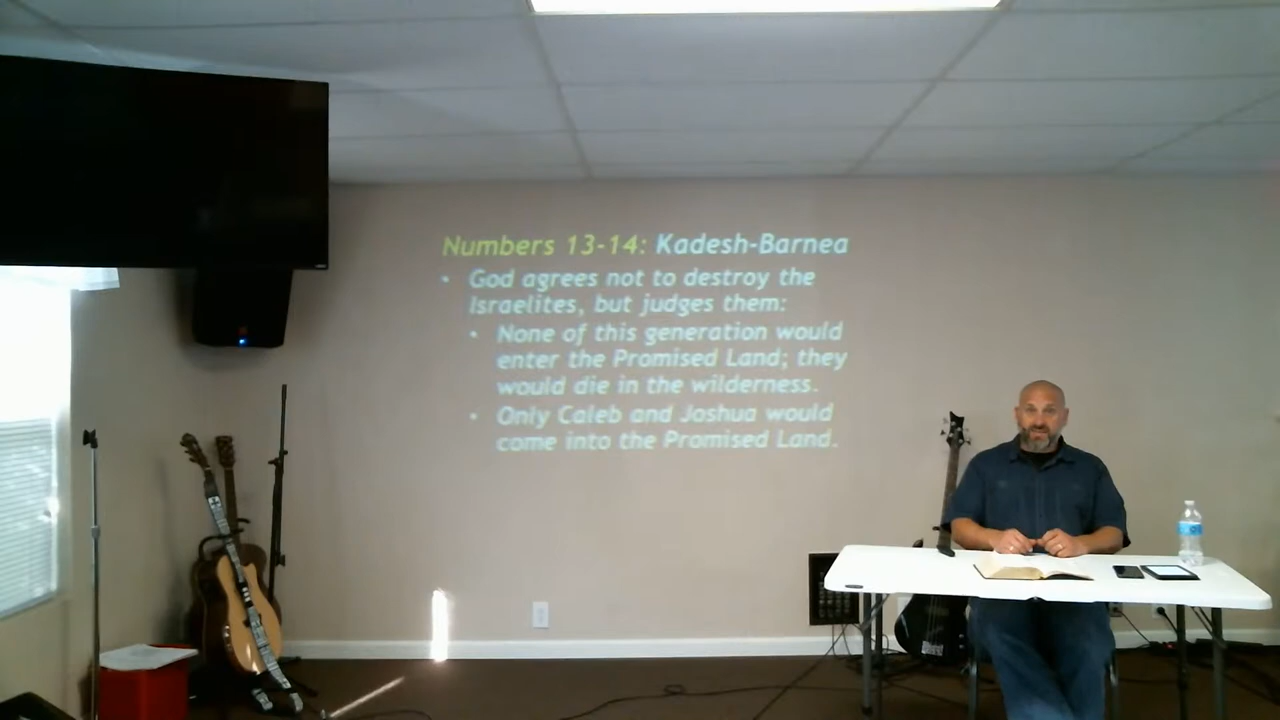 Numbers 13-14: Kadesh-Barnea
• God agrees not to destroy the
Israelites, but judges them:
• None of this generation would
enter the Promised Land; they
would die in the wilderness.
• Only Caleb and Joshua would
come into the Promised Land.